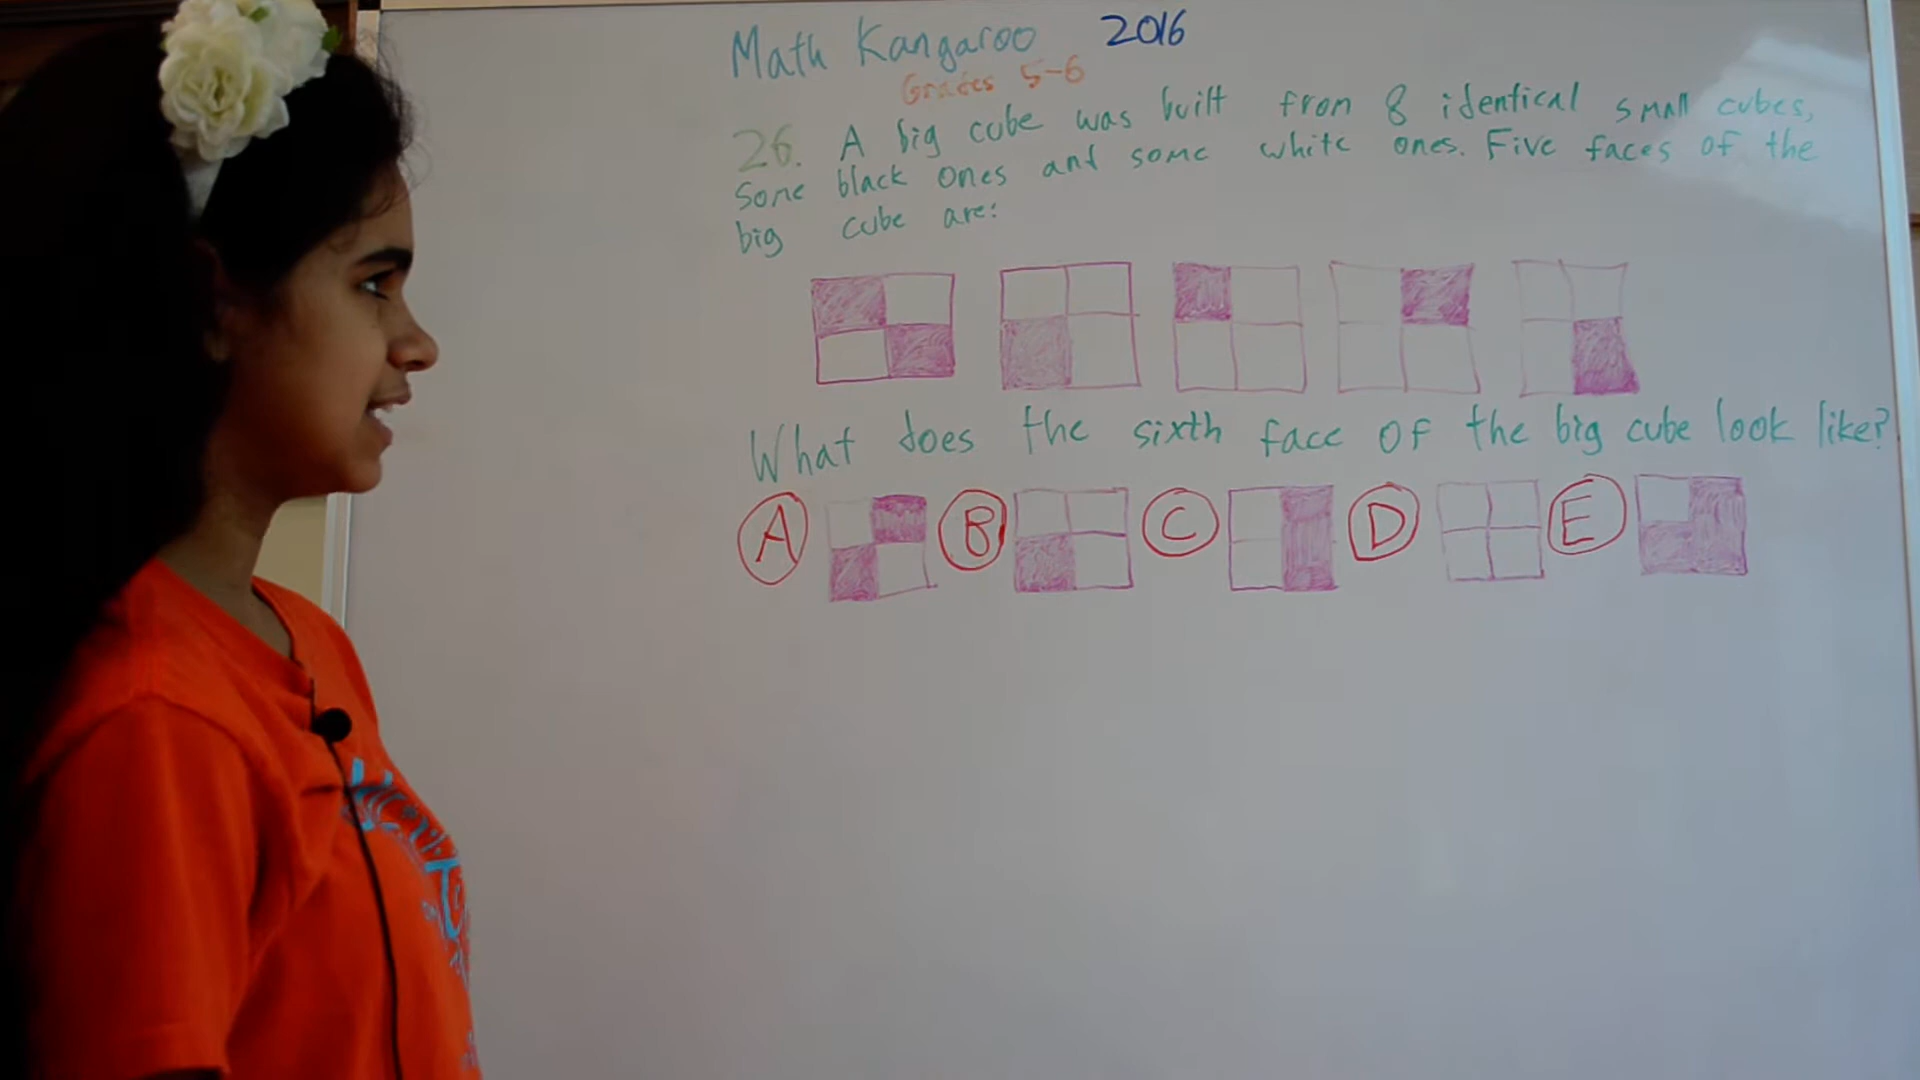 Math Kangaroo 2016
Grades 5-6
26. A big cube was built from 8 identical small cubes,
Some black ones and some white ones. Five faces of the
big cube are:
What does the sixth face of the big cube look like?
A B C D E